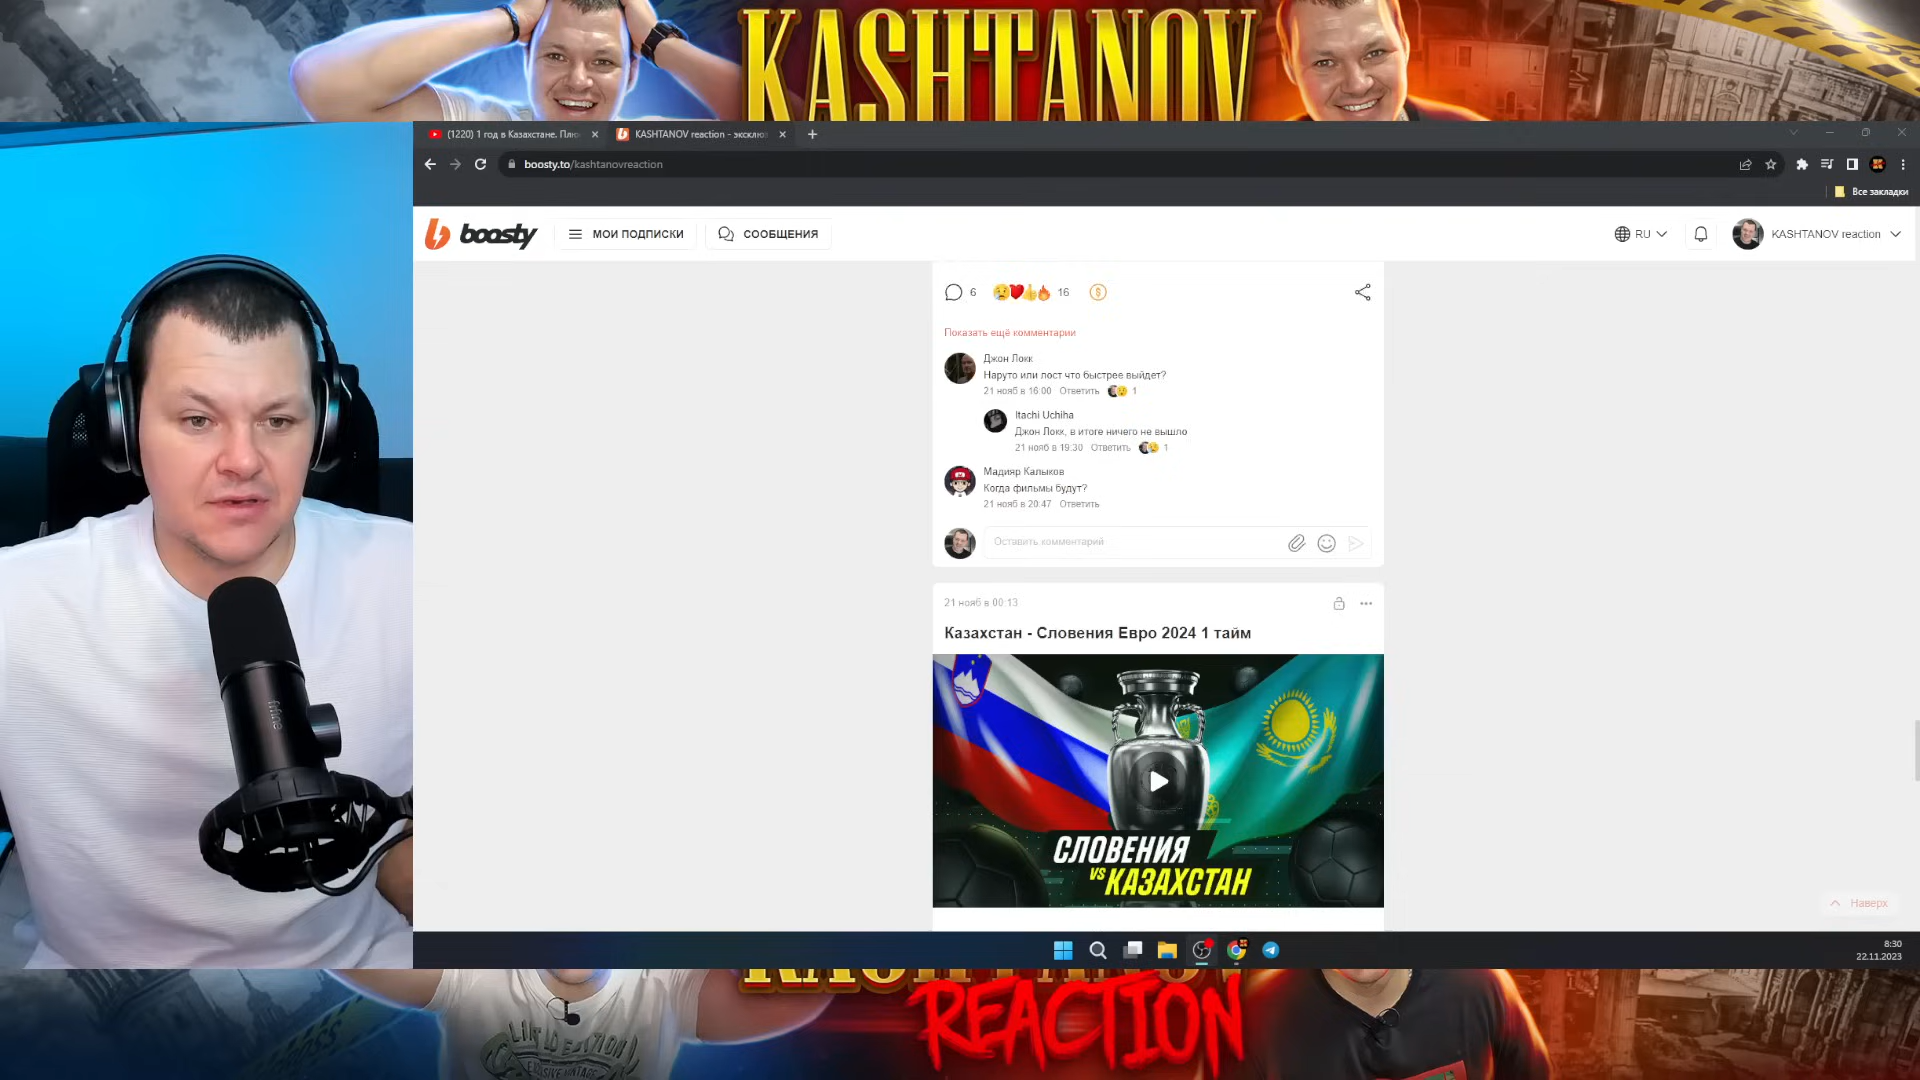 KASHTANOV
(1220) 1 год в Казахстане. Плю
KASHTANOV reaction - эксклю
boosty.to/kashtanovreaction
Все закладки
boosty
МОИ ПОДПИСКИ
СООБЩЕНИЯ
RU
KASHTANOV reaction
6
16
Показать ещё комментарии
Джон Локк
Наруто или лост что быстрее выйдет?
21 нояб в 16:00 Ответить 1
Itachi Uchiha
Джон Локк, в итоге ничего не вышло
21 нояб в 19:30 Ответить 1
Мадияр Калыков
Когда фильмы будут?
21 нояб в 20:47 Ответить
Оставить комментарий
21 нояб в 00:13
Казахстан - Словения Евро 2024 1 тайм
СЛОВЕНИЯ
VS КАЗАХСТАН
Наверх
fifine
8:30
22.11.2023
KASHTANOV
REACTION